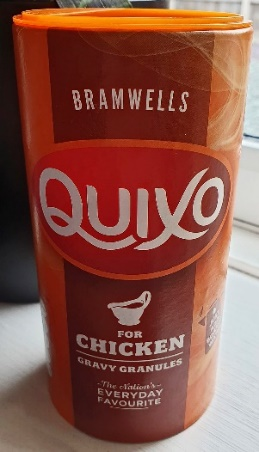 BRAMWELLS
QUIXO
FOR
CHICKEN
GRAVY GRANULES
The Nation's
EVERYDAY
FAVOURITE